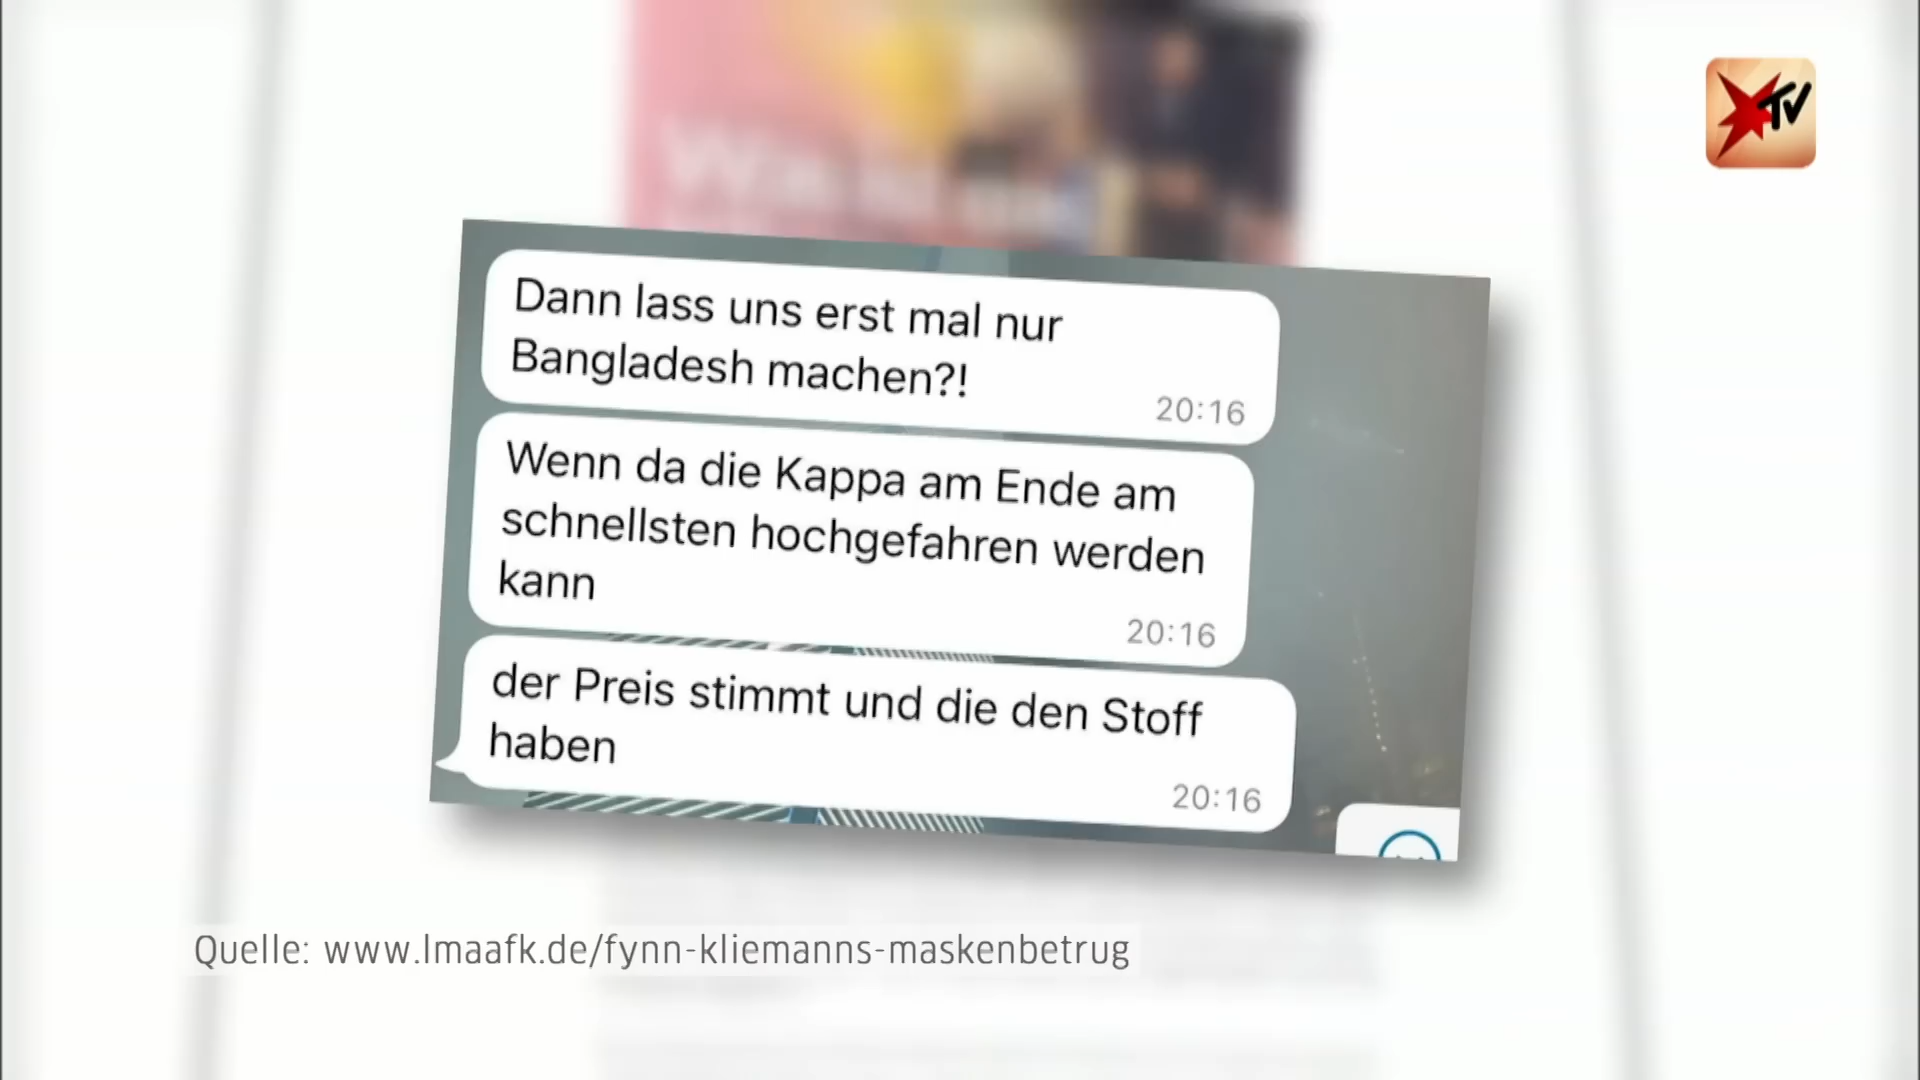 TV
Dann lass uns erst mal nur
Bangladesh machen?!
20:16
Wenn da die Kappa am Ende am
schnellsten hochgefahren werden
kann
20:16
der Preis stimmt und die den Stoff
haben
20:16
Quelle: www.lmaafk.de/fynn-kliemanns-maskenbetrug